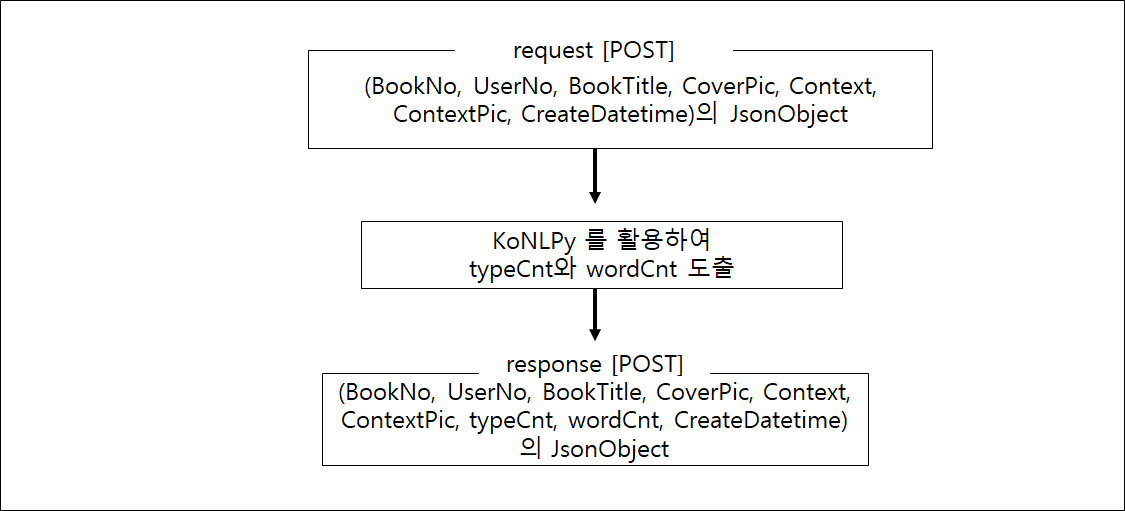 request [POST]
(BookNo, UserNo, BookTitle, CoverPic, Context,
ContextPic, CreateDatetime)의 JsonObject
KoNLPy 를 활용하여
typeCnt와 wordCnt 도출
response [POST]
(BookNo, UserNo, BookTitle, CoverPic, Context,
ContextPic, typeCnt, wordCnt, CreateDatetime)
의 JsonObject